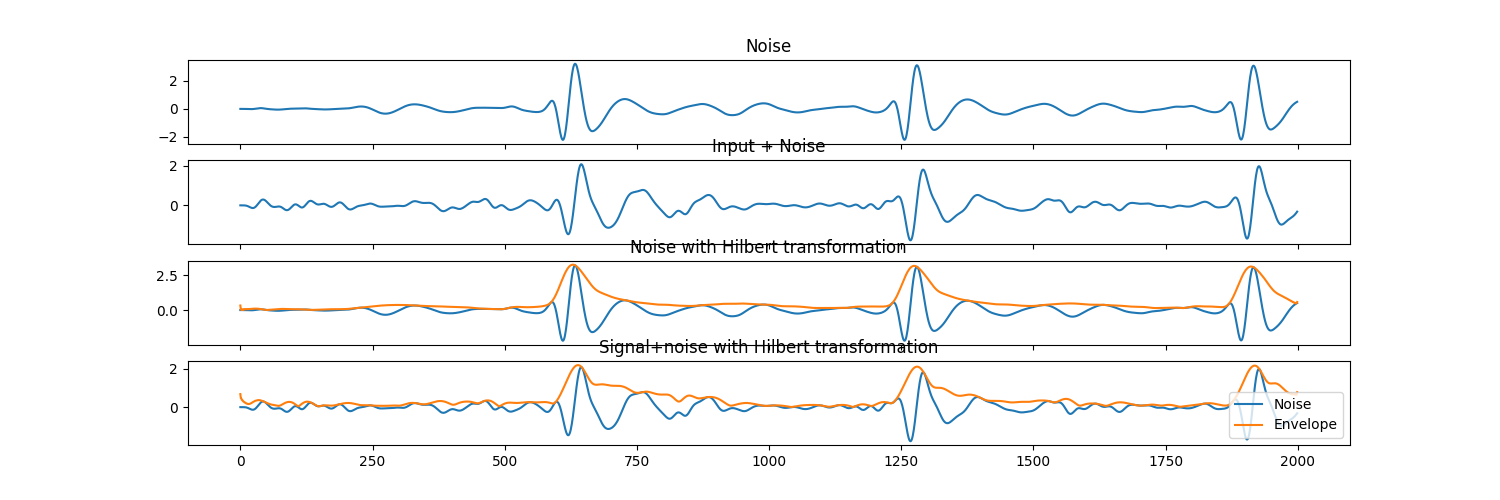 Noise
2
0
−2
Input + Noise
2
0
Noise with Hilbert transformation
2.5
0.0
Signal+noise with Hilbert transformation
2
0
Noise
Envelope
0 250 500 750 1000 1250 1500 1750 2000